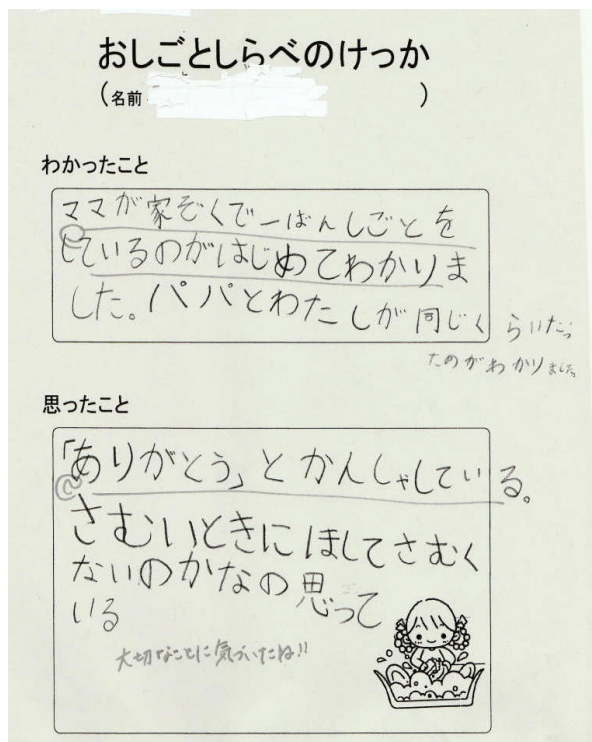 おしごとしらべのけっか
(名前 )
わかったこと
ママが家ぞくで一ばんしごとを
しているのがはじめてわかりま
した。パパとわたしが同じくらいだっ
ためがわかりました。
思ったこと
「ありがとう」とかんしゃしている。
さむいときにほしてさむく
ないのかなの思って
いる
大切なことに気づいたね!!